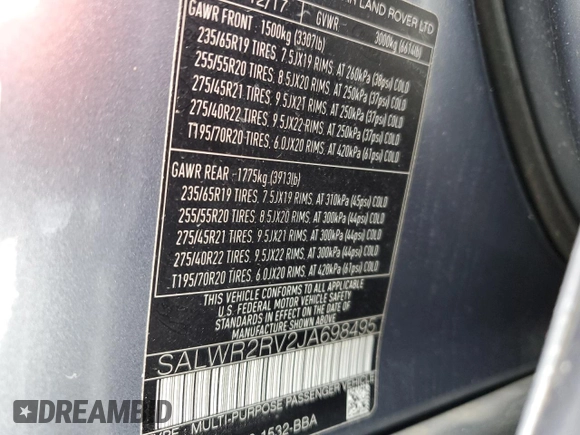 12/17
LAND ROVER LTD
GVWR 3000kg (6614lb)
GAWR FRONT 1500kg (3307lb)
235/65R19 TIRES, 7.5JX19 RIMS, AT 260kPa (38psi) COLD
255/55R20 TIRES, 8.5JX20 RIMS, AT 250kPa (37psi) COLD
275/45R21 TIRES, 9.5JX21 RIMS, AT 250kPa (37psi) COLD
275/40R22 TIRES, 9.5JX22 RIMS, AT 250kPa (37psi) COLD
T195/70R20 TIRES, 6.0JX20 RIMS, AT 420kPa (61psi) COLD
GAWR REAR -1775kg (3913lb)
235/65R19 TIRES, 7.5JX19 RIMS, AT 310kPa (45psi) COLD
255/55R20 TIRES, 8.5JX20 RIMS, AT 300kPa (44psi) COLD
275/45R21 TIRES, 9.5JX21 RIMS, AT 300kPa (44psi) COLD
275/40R22 TIRES, 9.5JX22 RIMS, AT 300kPa (44psi) COLD
T195/70R20 TIRES, 6.0JX20 RIMS, AT 420kPa (61psi) COLD
THIS VEHICLE CONFORMS TO ALL APPLICABLE
U.S. FEDERAL MOTOR VEHICLE SAFETY
STANDARDS IN EFFECT ON THE DATE OF
MANUFACTURE SHOWN ABOVE
SALWR2RV2JA698495
TYPE: MULTI-PURPOSE PASSENGER VEHICLE
1532-BBA
DREAMBID